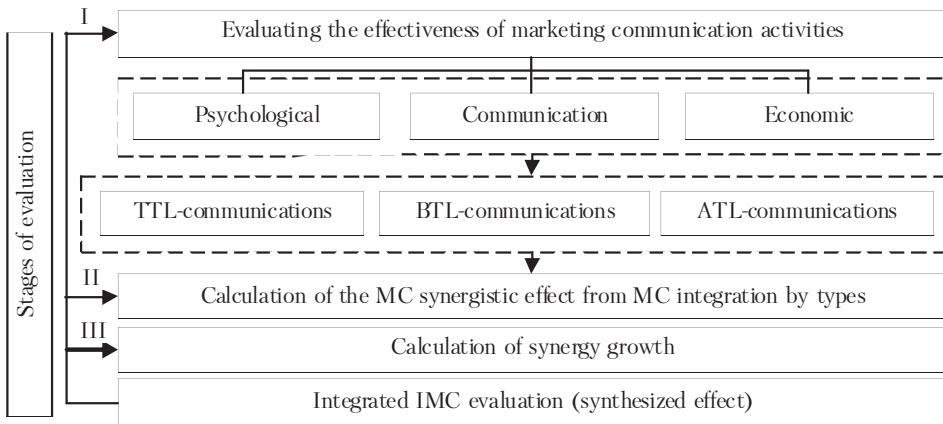 Stages of evaluation
I
Evaluating the effectiveness of marketing communication activities
Psychological
Communication
Economic
TTL-communications
BTL-communications
ATL-communications
II
Calculation of the MC synergistic effect from MC integration by types
III
Calculation of synergy growth
Integrated IMC evaluation (synthesized effect)